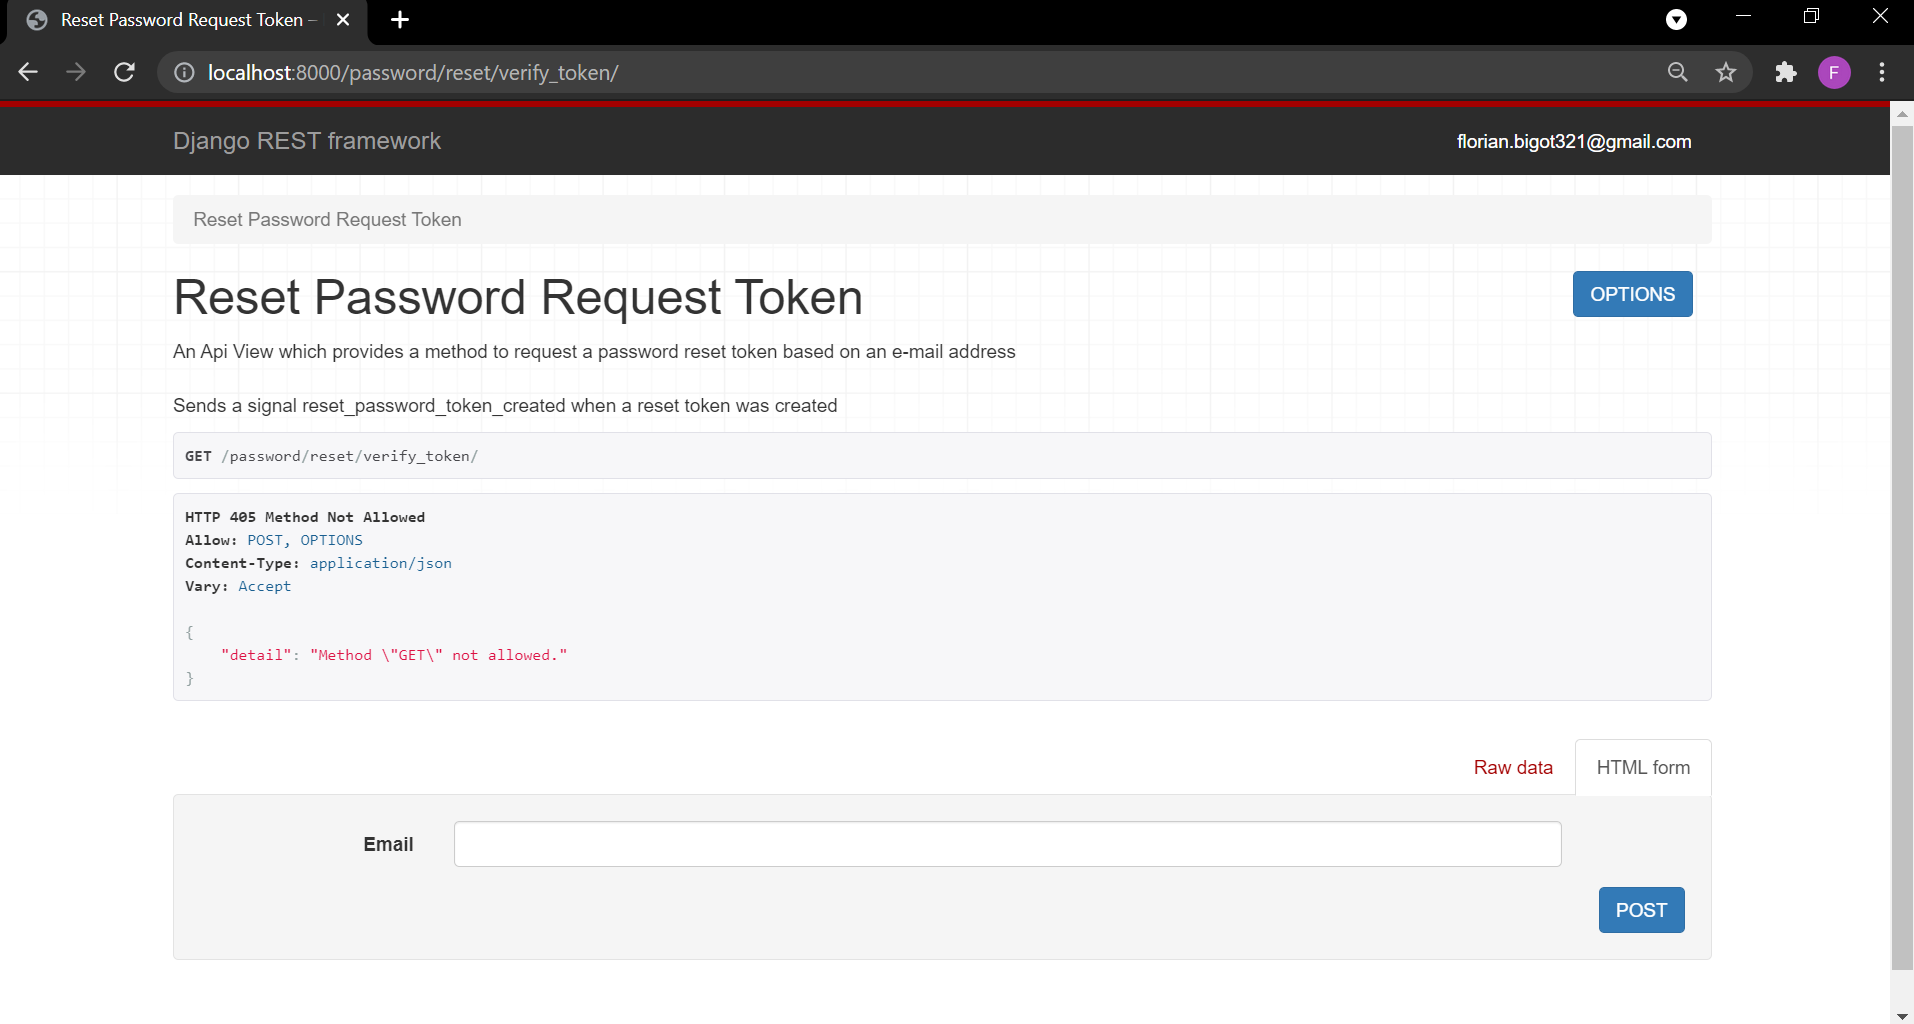 Reset Password Request Token –
localhost:8000/password/reset/verify_token/
F
Django REST framework
florian.bigot321@gmail.com
Reset Password Request Token
Reset Password Request Token
OPTIONS
An Api View which provides a method to request a password reset token based on an e-mail address
Sends a signal reset_password_token_created when a reset token was created
GET /password/reset/verify_token/
HTTP 405 Method Not Allowed
Allow: POST, OPTIONS
Content-Type: application/json
Vary: Accept
{
"detail": "Method \"GET\" not allowed."
}
Raw data
HTML form
Email
POST